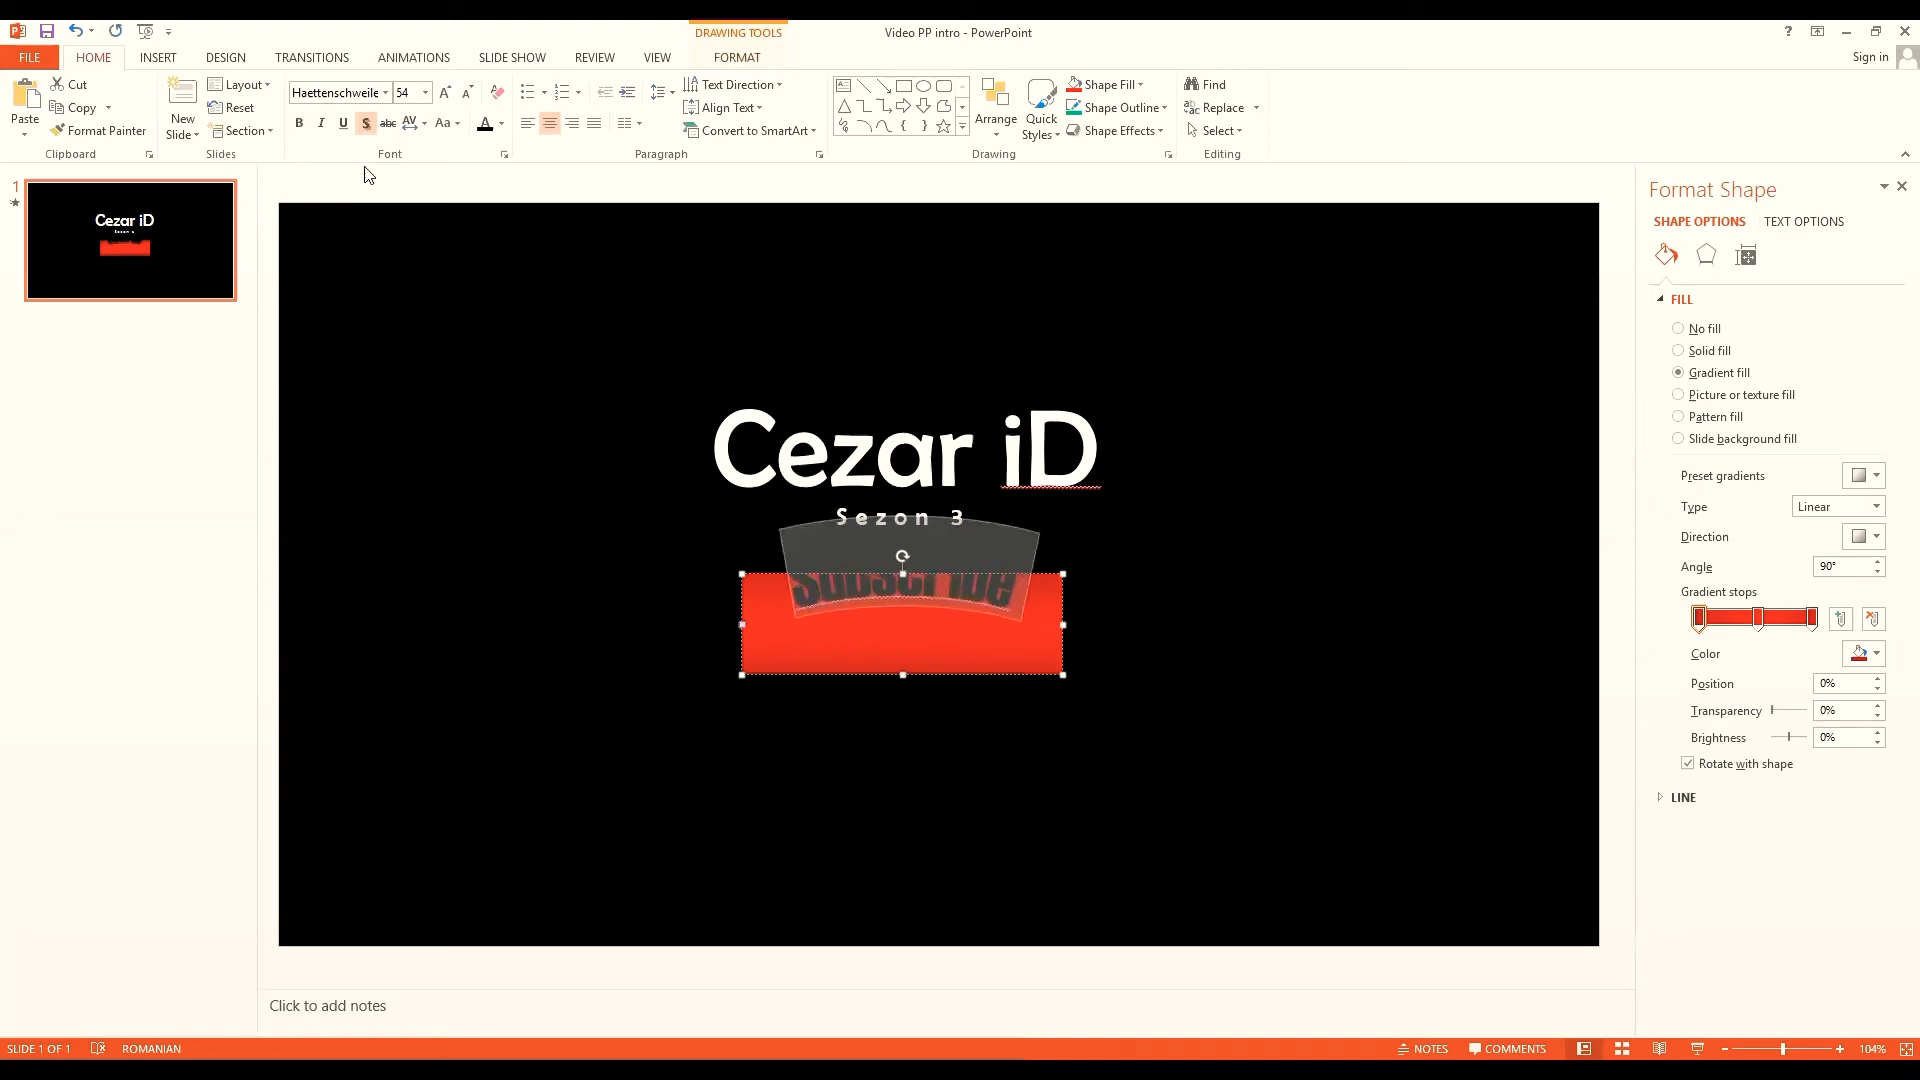 DRAWING TOOLS
Video PP intro - PowerPoint
?
FILE HOME INSERT DESIGN TRANSITIONS ANIMATIONS SLIDE SHOW REVIEW VIEW FORMAT
Sign in
Paste
Cut
Copy
Format Painter
Clipboard
New Slide
Layout
Reset
Section
Slides
Haettenschweile 54
B I U S abc AV Aa A
Font
Text Direction
Align Text
Convert to SmartArt
Paragraph
Arrange
Quick Styles
Shape Fill
Shape Outline
Shape Effects
Drawing
Find
Replace
Select
Editing
1
Cezar iD
Cezar iD
Sezon 3
Subscribe
Format Shape
SHAPE OPTIONS TEXT OPTIONS
FILL
No fill
Solid fill
Gradient fill
Picture or texture fill
Pattern fill
Slide background fill
Preset gradients
Type Linear
Direction
Angle 90°
Gradient stops
Color
Position 0%
Transparency 0%
Brightness 0%
Rotate with shape
LINE
Click to add notes
SLIDE 1 OF 1 ROMANIAN NOTES COMMENTS 104%